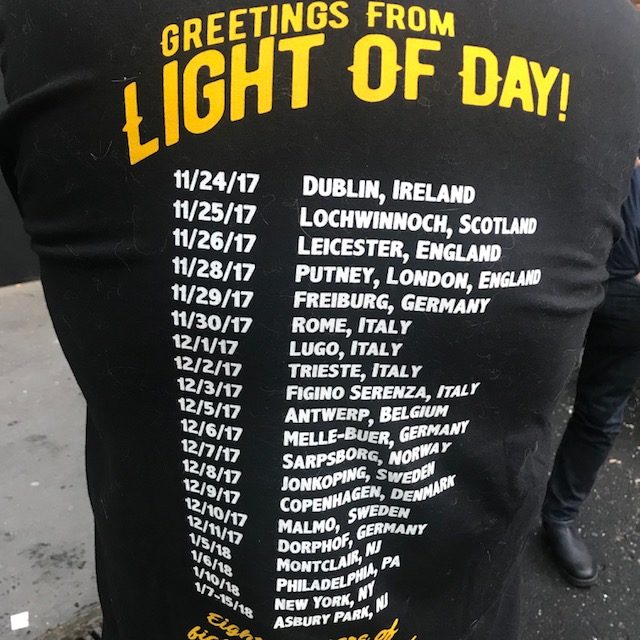 GREETINGS FROM
LIGHT OF DAY!
11/24/17 DUBLIN, IRELAND
11/25/17 LOCHWINNOCH, SCOTLAND
11/26/17 LEICESTER, ENGLAND
11/28/17 PUTNEY, LONDON, ENGLAND
11/29/17 FREIBURG, GERMANY
11/30/17 ROME, ITALY
12/1/17 LUGO, ITALY
12/2/17 TRIESTE, ITALY
12/3/17 FIGINO SERENZA, ITALY
12/5/17 ANTWERP, BELGIUM
12/6/17 MELLE-BUER, GERMANY
12/7/17 SARPSBORG, NORWAY
12/8/17 JONKOPING, SWEDEN
12/9/17 COPENHAGEN, DENMARK
12/10/17 MALMO, SWEDEN
12/11/17 DORPHOF, GERMANY
1/5/18 MONTCLAIR, NJ
1/6/18 PHILADELPHIA, PA
1/10/18 NEW YORK, NY
1/7-15/18 ASBURY PARK, NJ
of